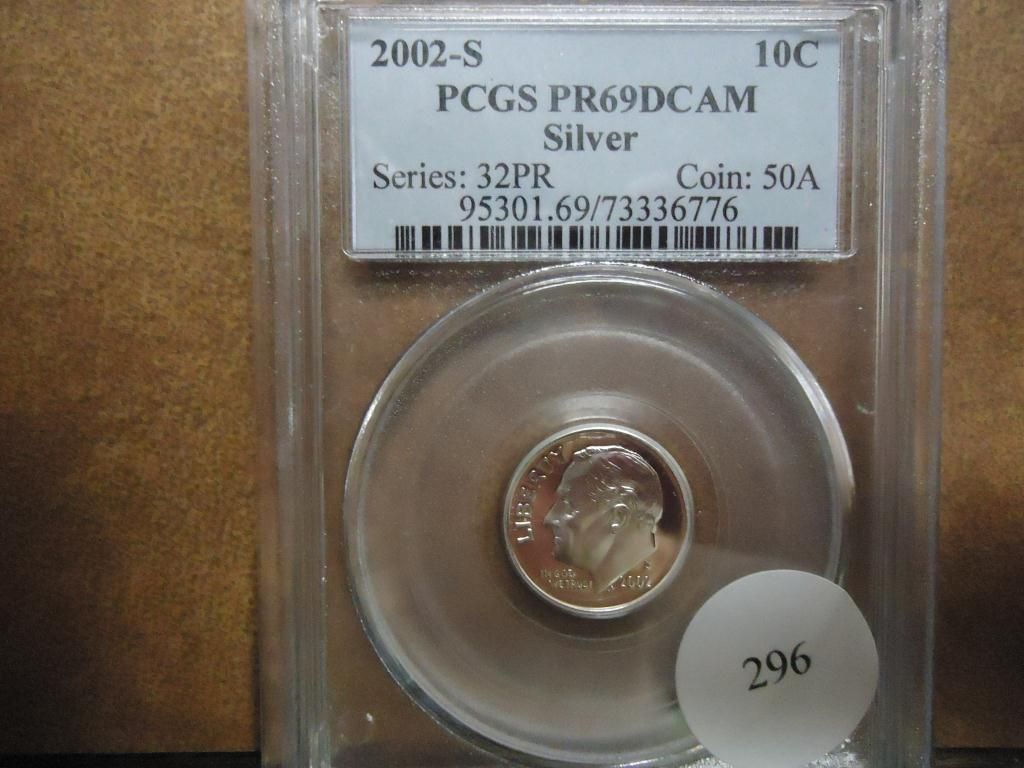 2002-S 10C
PCGS PR69DCAM
Silver
Series: 32PR Coin: 50A
95301.69/73336776
LIBERTY
IN GOD
WE TRUST
2002
296